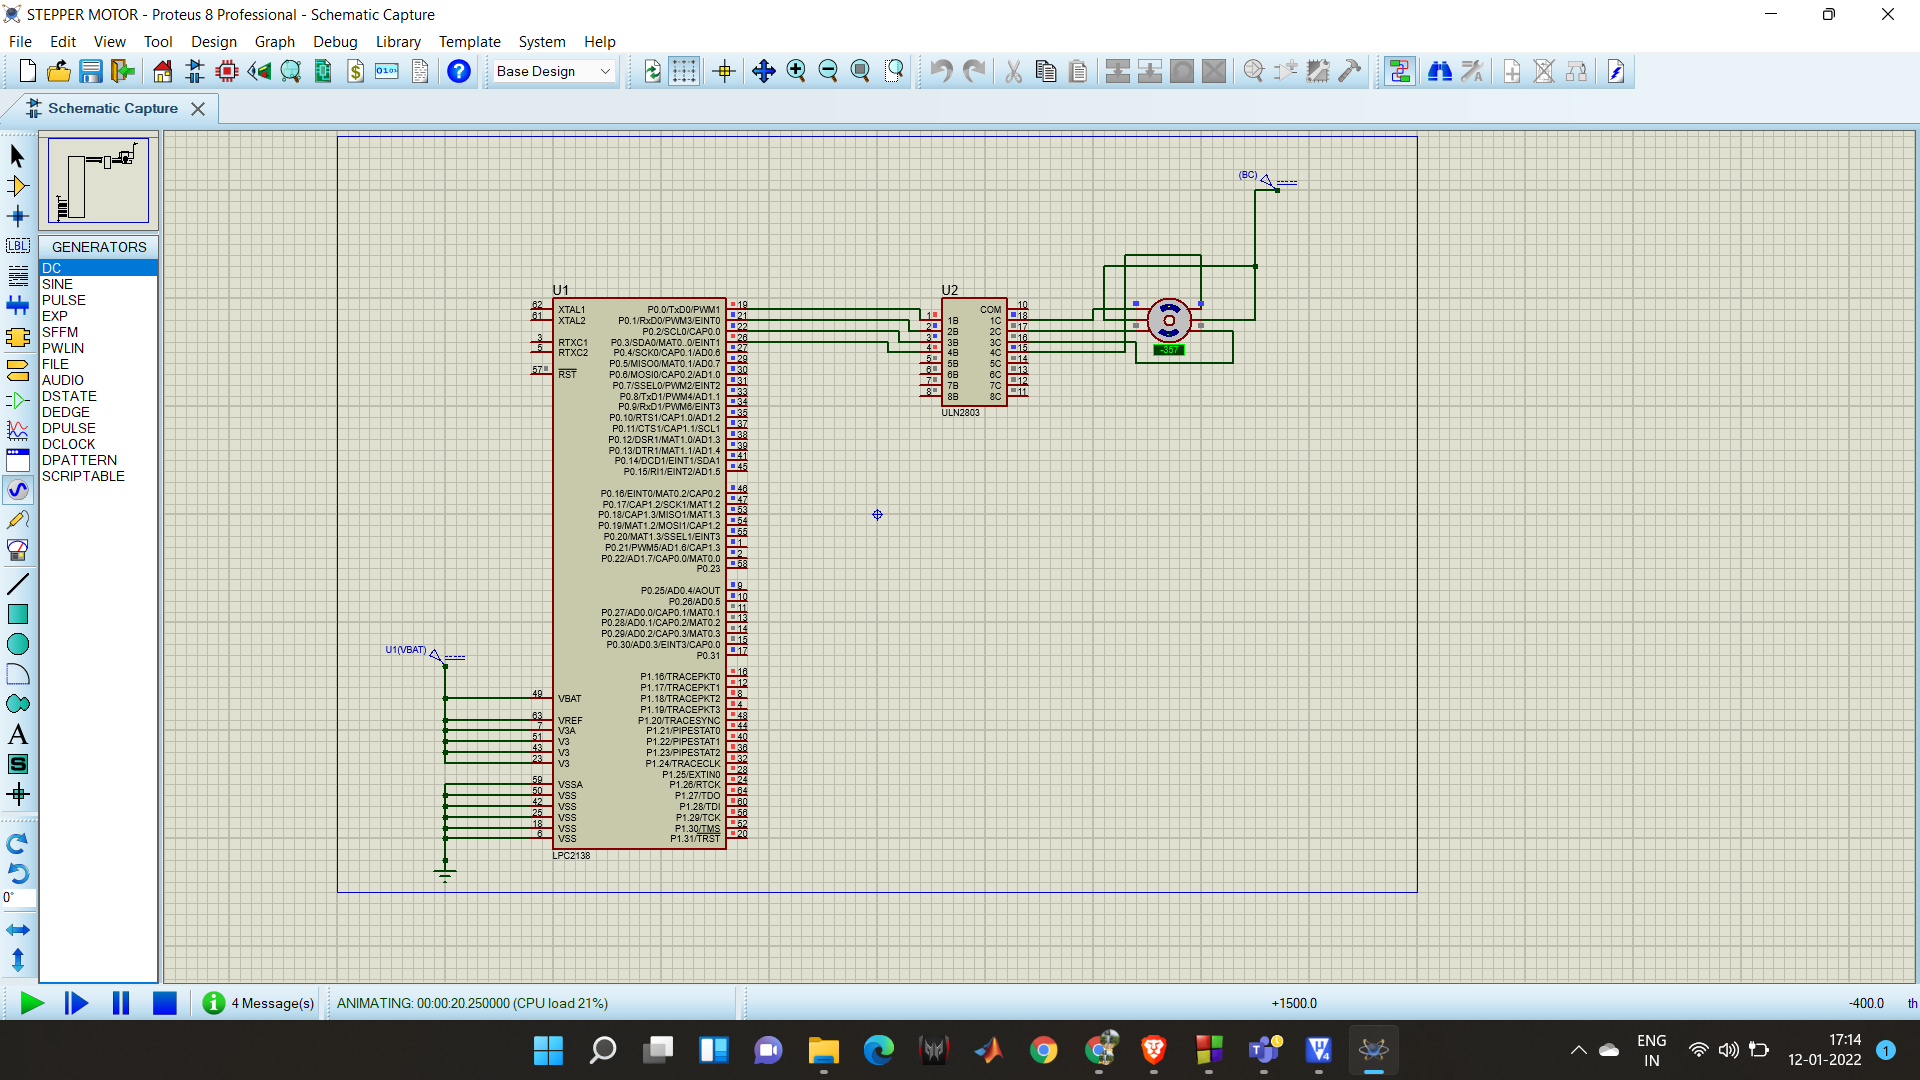 STEPPER MOTOR - Proteus 8 Professional - Schematic Capture
File Edit View Tool Design Graph Debug Library Template System Help
Base Design
Schematic Capture
GENERATORS
DC
SINE
PULSE
EXP
SFFM
PWLIN
FILE
AUDIO
DSTATE
DEDGE
DPULSE
DCLOCK
DPATTERN
SCRIPTABLE
LBL
A
S
0°
(BC)
U1
62 XTAL1
61 XTAL2
3 RTXC1
5 RTXC2
57 RST
49 VBAT
63 VREF
7 V3A
51 V3
43 V3
23 V3
59 VSSA
50 VSS
42 VSS
25 VSS
18 VSS
6 VSS
U1(VBAT)
P0.0/TxD0/PWM1 19
P0.1/RxD0/PWM3/EINT0 21
P0.2/SCL0/CAP0.0 22
P0.3/SDA0/MAT0..0/EINT1 26
P0.4/SCK0/CAP0.1/AD0.6 27
P0.5/MISO0/MAT0.1/AD0.7 29
P0.6/MOSI0/CAP0.2/AD1.0 30
P0.7/SSEL0/PWM2/EINT2 31
P0.8/TxD1/PWM4/AD1.1 33
P0.9/RxD1/PWM6/EINT3 34
P0.10/RTS1/CAP1.0/AD1.2 35
P0.11/CTS1/CAP1.1/SCL1 37
P0.12/DSR1/MAT1.0/AD1.3 38
P0.13/DTR1/MAT1.1/AD1.4 39
P0.14/DCD1/EINT1/SDA1 41
P0.15/RI1/EINT2/AD1.5 45
P0.16/EINT0/MAT0.2/CAP0.2 46
P0.17/CAP1.2/SCK1/MAT1.2 47
P0.18/CAP1.3/MISO1/MAT1.3 53
P0.19/MAT1.2/MOSI1/CAP1.2 54
P0.20/MAT1.3/SSEL1/EINT3 55
P0.21/PWM5/AD1.6/CAP1.3 1
P0.22/AD1.7/CAP0.0/MAT0.0 2
P0.23 58
P0.25/AD0.4/AOUT 9
P0.26/AD0.5 10
P0.27/AD0.0/CAP0.1/MAT0.1 11
P0.28/AD0.1/CAP0.2/MAT0.2 13
P0.29/AD0.2/CAP0.3/MAT0.3 14
P0.30/AD0.3/EINT3/CAP0.0 15
P0.31 17
P1.16/TRACEPKT0 16
P1.17/TRACEPKT1 12
P1.18/TRACEPKT2 8
P1.19/TRACEPKT3 4
P1.20/TRACESYNC 48
P1.21/PIPESTAT0 44
P1.22/PIPESTAT1 40
P1.23/PIPESTAT2 36
P1.24/TRACECLK 32
P1.25/EXTIN0 28
P1.26/RTCK 24
P1.27/TDO 64
P1.28/TDI 60
P1.29/TCK 56
P1.30/TMS 52
P1.31/TRST 20
LPC2138
U2
COM 10
1 1B 1C 18
2 2B 2C 17
3 3B 3C 16
4 4B 4C 15
5 5B 5C 14
6 6B 6C 13
7 7B 7C 12
8 8B 8C 11
ULN2803
-357
4 Message(s)
ANIMATING: 00:00:20.250000 (CPU load 21%)
+1500.0
-400.0
th
ENG
IN
17:14
12-01-2022
1